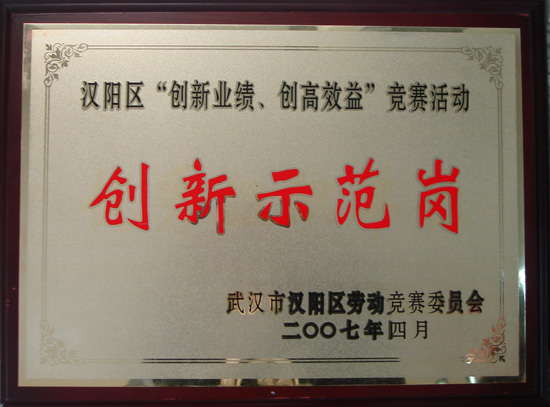 汉阳区“创新业绩、创高效益”竞赛活动
创新示范岗
武汉市汉阳区劳动竞赛委员会
二〇〇七年四月